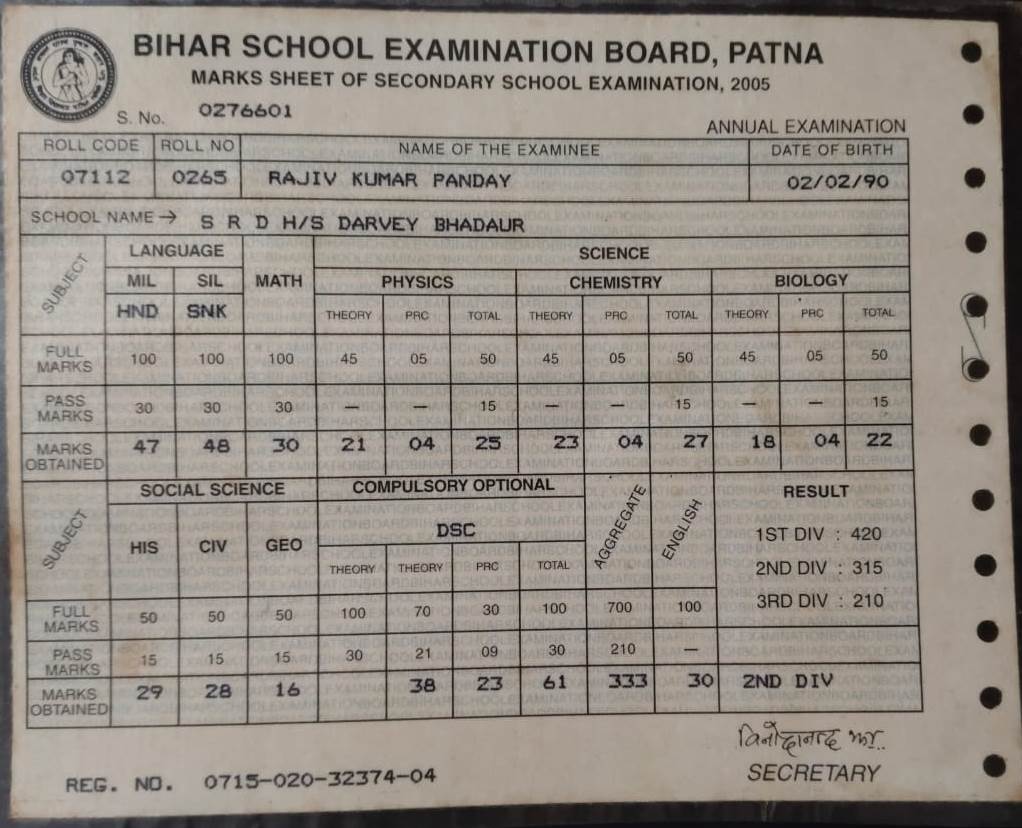 BIHAR SCHOOL EXAMINATION BOARD, PATNA
MARKS SHEET OF SECONDARY SCHOOL EXAMINATION, 2005
S. No. 0276601
ANNUAL EXAMINATION
ROLL CODE ROLL NO NAME OF THE EXAMINEE DATE OF BIRTH
07112 0265 RAJIV KUMAR PANDAY 02/02/90
SCHOOL NAME → S R D H/S DARVEY BHADAUR
SUBJECT LANGUAGE MATH SCIENCE
MIL SIL PHYSICS CHEMISTRY BIOLOGY
HND SNK THEORY PRC TOTAL THEORY PRC TOTAL THEORY PRC TOTAL
FULL MARKS 100 100 100 45 05 50 45 05 50 45 05 50
PASS MARKS 30 30 30 — — 15 — — 15 — — 15
MARKS OBTAINED 47 48 30 21 04 25 23 04 27 18 04 22
SUBJECT SOCIAL SCIENCE COMPULSORY OPTIONAL AGGREGATE ENGLISH RESULT
HIS CIV GEO DSC 1ST DIV : 420
THEORY THEORY PRC TOTAL 2ND DIV : 315
3RD DIV : 210
FULL MARKS 50 50 50 100 70 30 100 700 100
PASS MARKS 15 15 15 30 21 09 30 210 —
MARKS OBTAINED 29 28 16 38 23 61 333 30 2ND DIV
विनोदानन्द झा
SECRETARY
REG. NO. 0715-020-32374-04